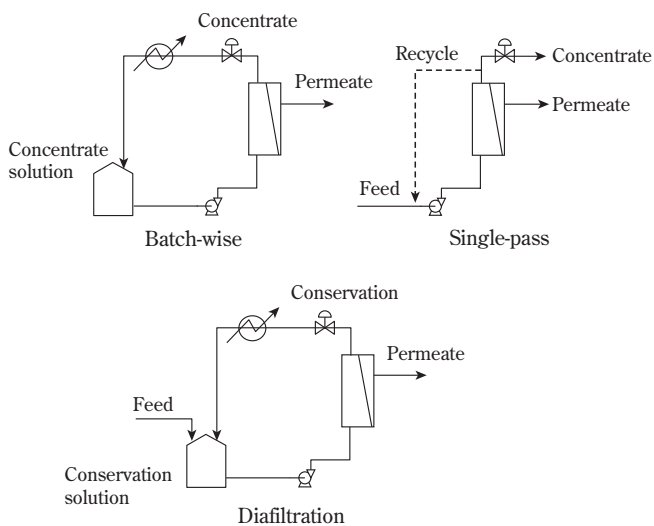 Concentrate
Permeate
Concentrate
solution
Batch-wise
Recycle
Concentrate
Permeate
Feed
Single-pass
Conservation
Permeate
Feed
Conservation
solution
Diafiltration